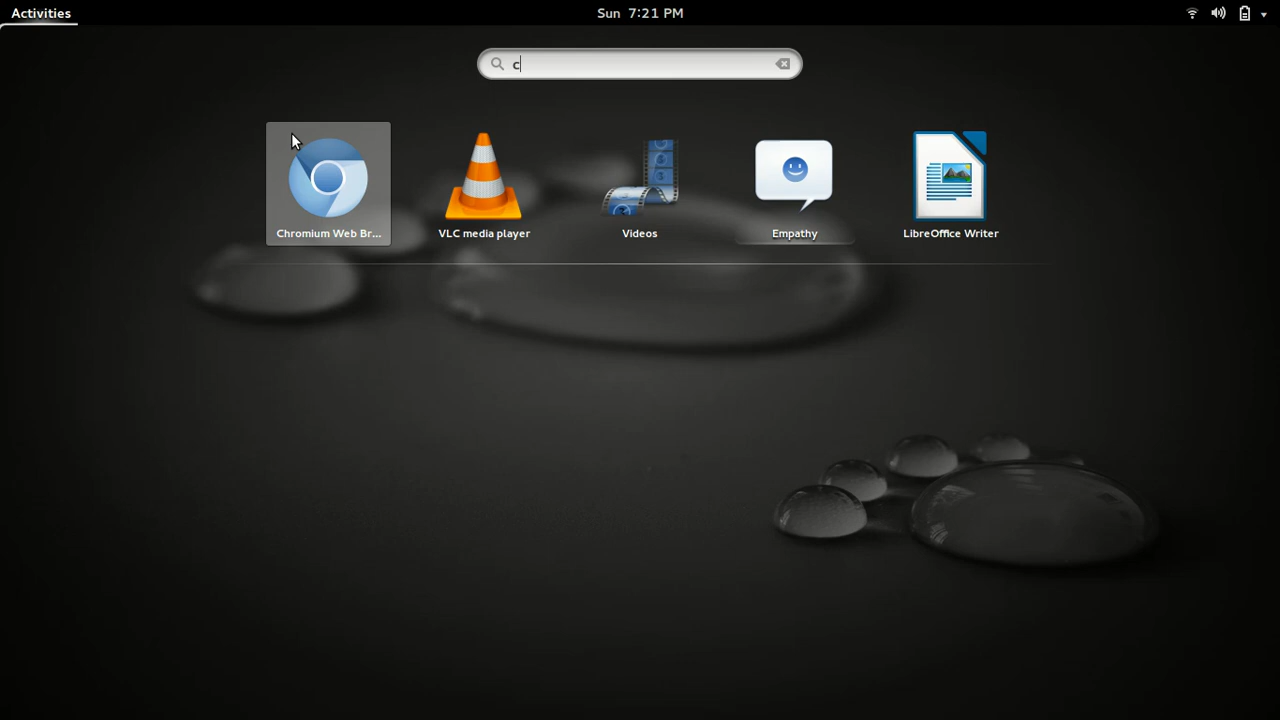 Activities
Sun 7:21 PM
c
Chromium Web Br...
VLC media player
Videos
Empathy
LibreOffice Writer